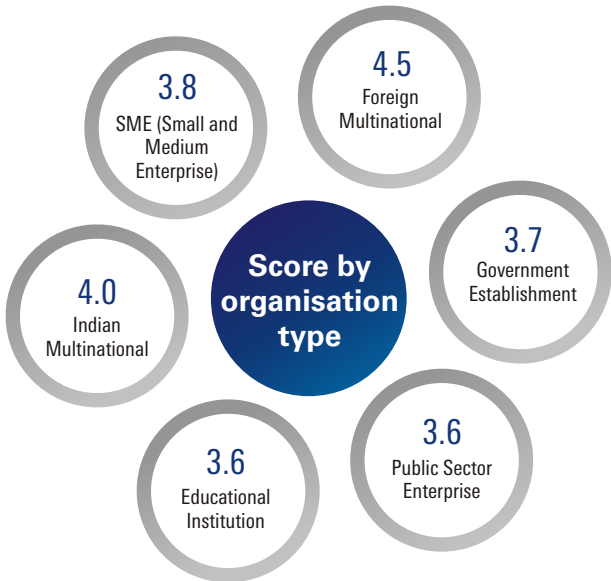 3.8
SME (Small and
Medium
Enterprise)
4.5
Foreign
Multinational
3.7
Government
Establishment
Score by
organisation
type
4.0
Indian
Multinational
3.6
Public Sector
Enterprise
3.6
Educational
Institution